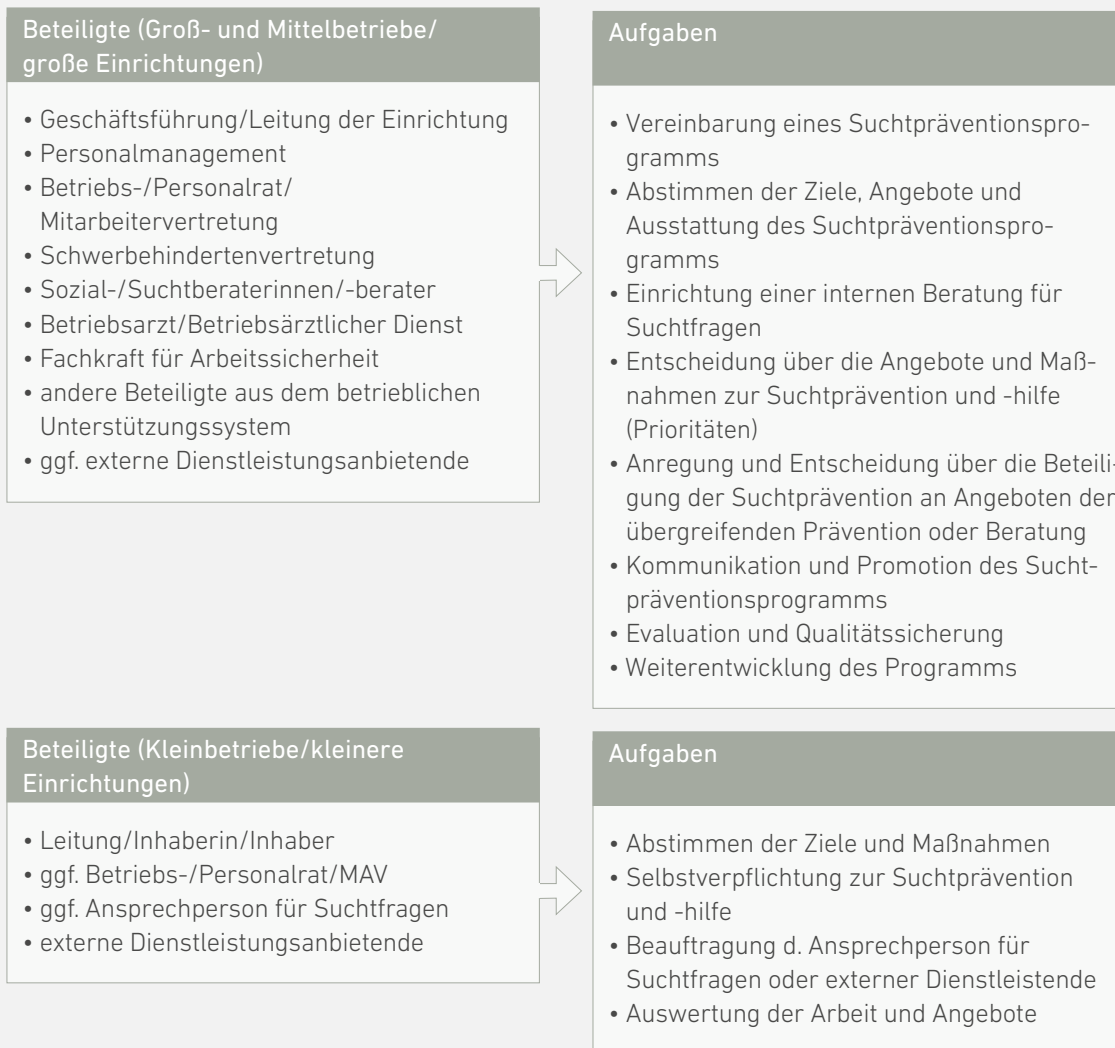 Beteiligte (Groß- und Mittelbetriebe/
große Einrichtungen)
• Geschäftsführung/Leitung der Einrichtung
• Personalmanagement
• Betriebs-/Personalrat/
Mitarbeitervertretung
• Schwerbehindertenvertretung
• Sozial-/Suchtberaterinnen/-berater
• Betriebsarzt/Betriebsärztlicher Dienst
• Fachkraft für Arbeitssicherheit
• andere Beteiligte aus dem betrieblichen
Unterstützungssystem
• ggf. externe Dienstleistungsanbietende
Aufgaben
• Vereinbarung eines Suchtpräventionspro-
gramms
• Abstimmen der Ziele, Angebote und
Ausstattung des Suchtpräventionspro-
gramms
• Einrichtung einer internen Beratung für
Suchtfragen
• Entscheidung über die Angebote und Maß-
nahmen zur Suchtprävention und -hilfe
(Prioritäten)
• Anregung und Entscheidung über die Beteili-
gung der Suchtprävention an Angeboten der
übergreifenden Prävention oder Beratung
• Kommunikation und Promotion des Sucht-
präventionsprogramms
• Evaluation und Qualitätssicherung
• Weiterentwicklung des Programms
Beteiligte (Kleinbetriebe/kleinere
Einrichtungen)
• Leitung/Inhaberin/Inhaber
• ggf. Betriebs-/Personalrat/MAV
• ggf. Ansprechperson für Suchtfragen
• externe Dienstleistungsanbietende
Aufgaben
• Abstimmen der Ziele und Maßnahmen
• Selbstverpflichtung zur Suchtprävention
und -hilfe
• Beauftragung d. Ansprechperson für
Suchtfragen oder externer Dienstleistende
• Auswertung der Arbeit und Angebote